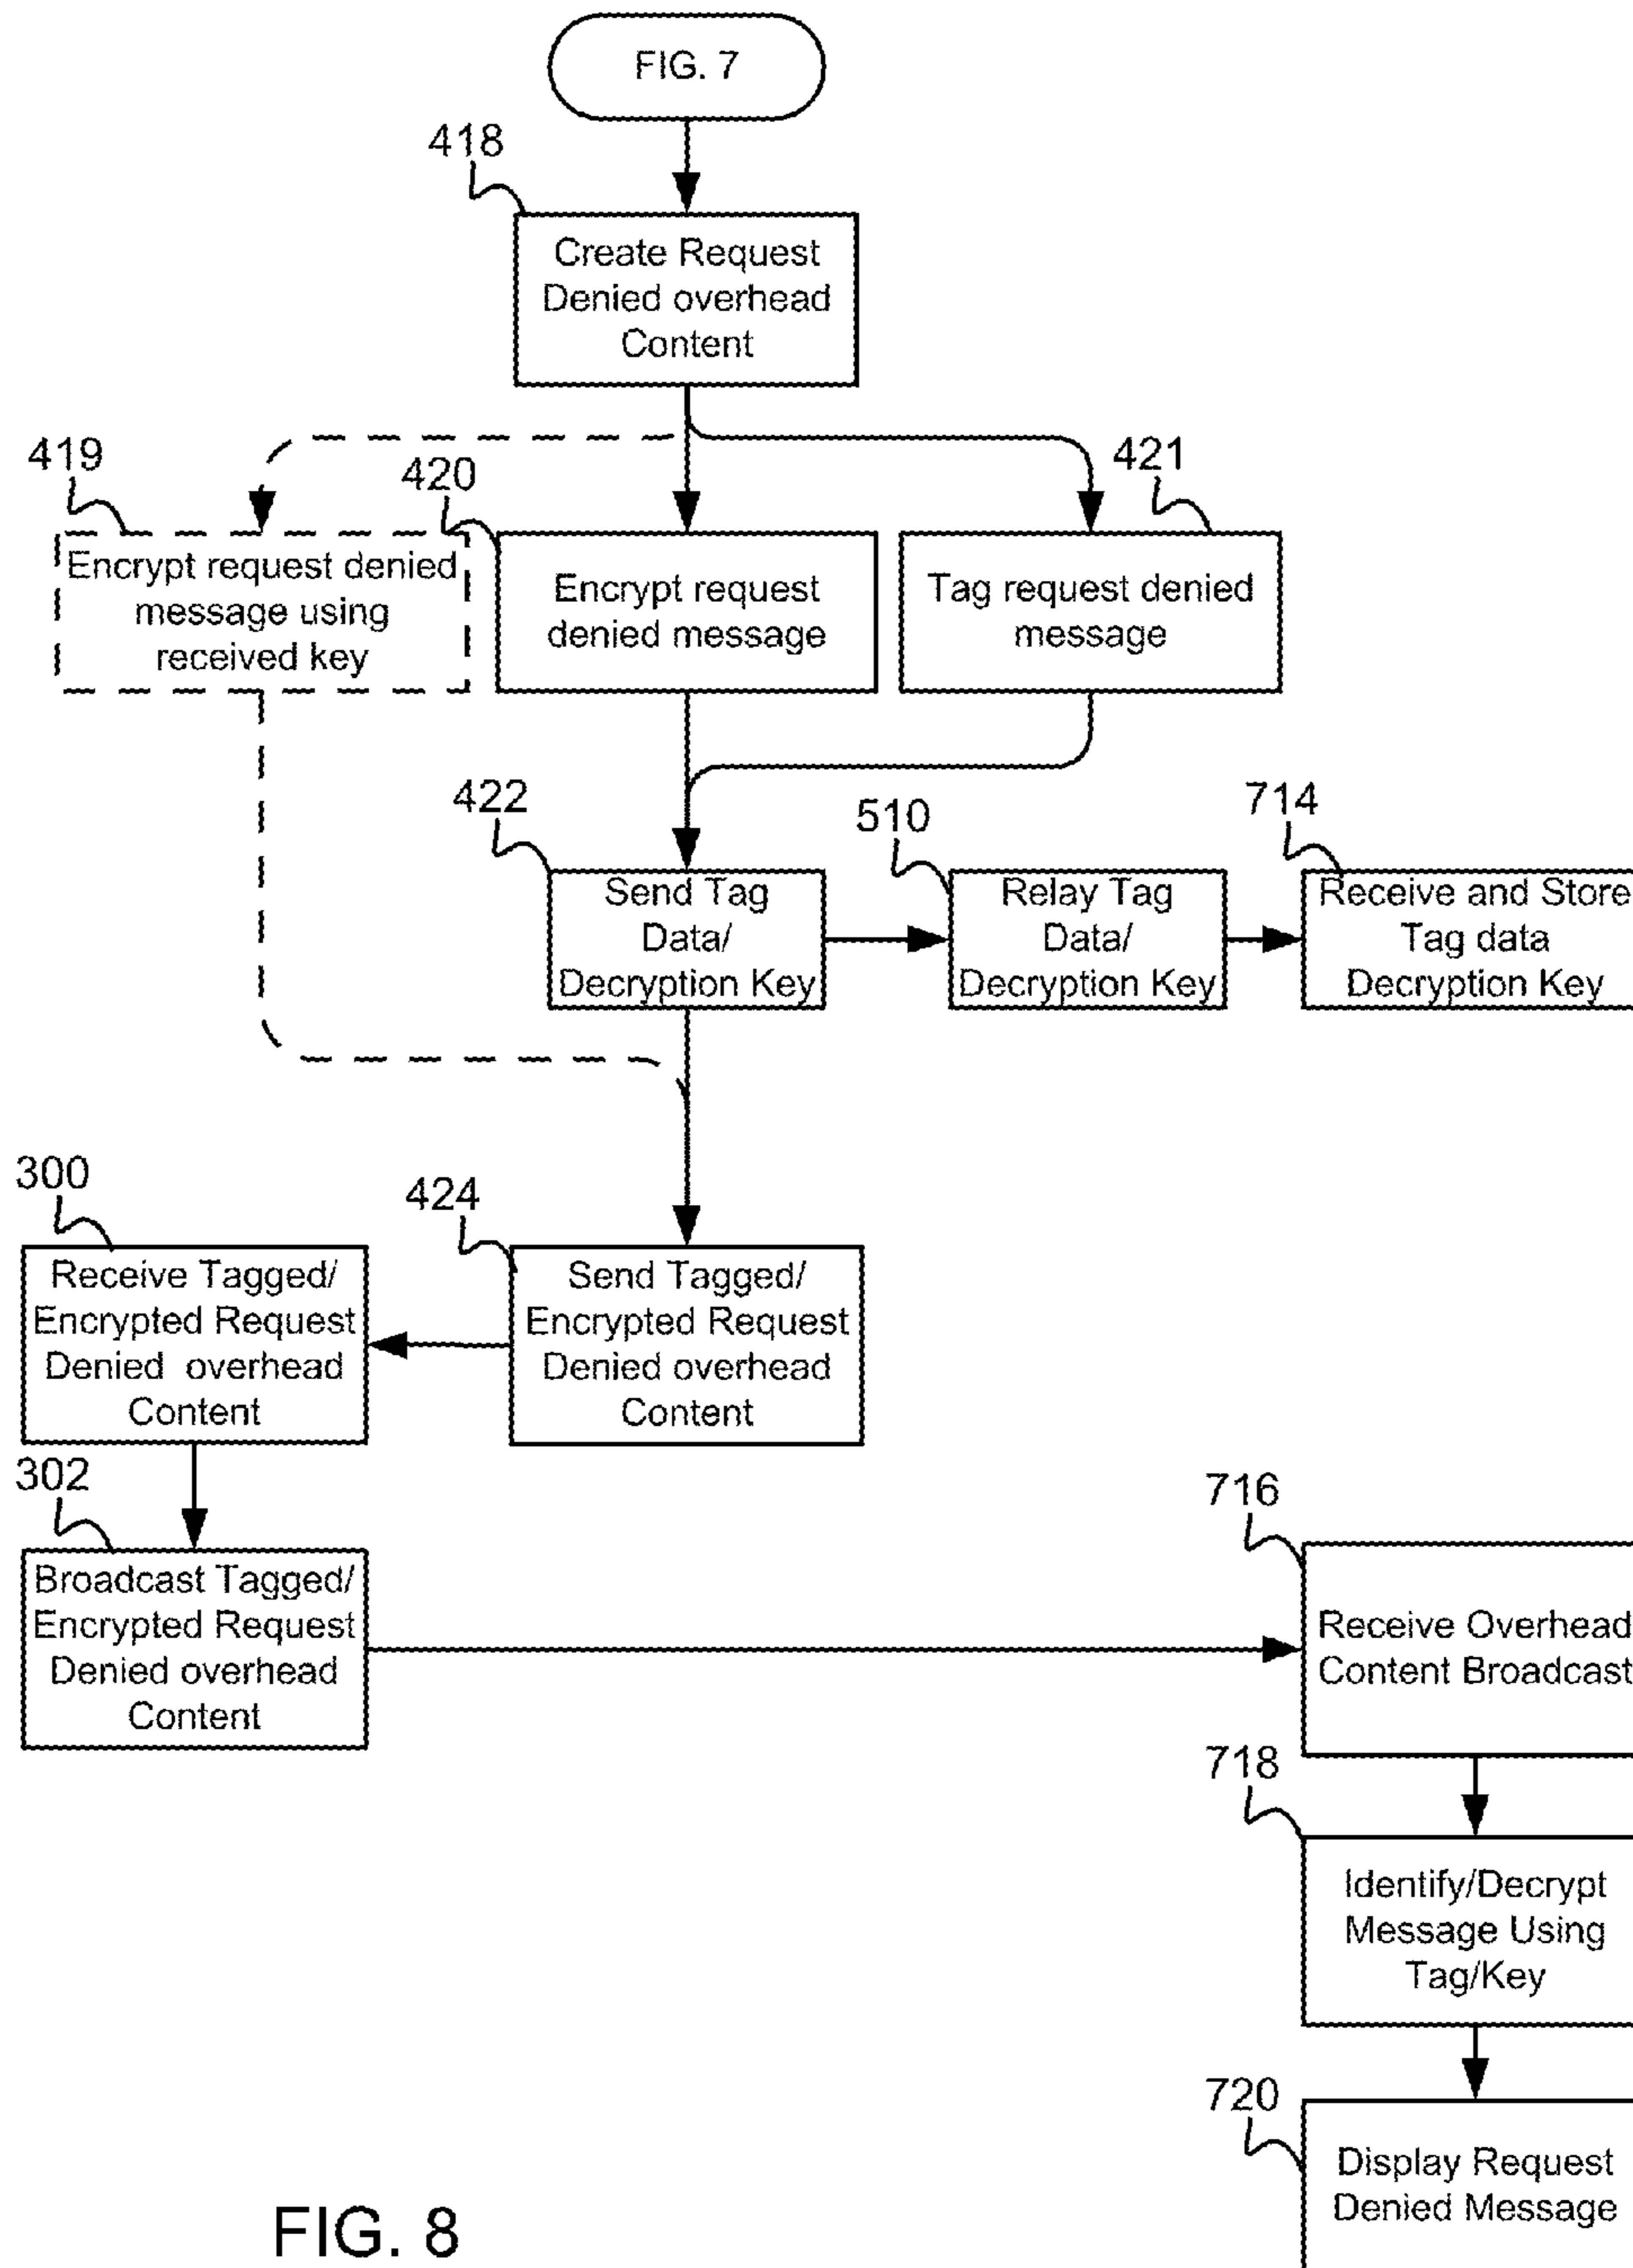 FIG. 7
418
Create Request
Denied overhead
Content
419
Encrypt request denied
message using
received key
420
Encrypt request
denied message
421
Tag request denied
message
422
Send Tag
Data/
Decryption Key
510
Relay Tag
Data/
Decryption Key
714
Receive and Store
Tag data
Decryption Key
300
Receive Tagged/
Encrypted Request
Denied overhead
Content
424
Send Tagged/
Encrypted Request
Denied overhead
Content
302
Broadcast Tagged/
Encrypted Request
Denied overhead
Content
716
Receive Overhead
Content Broadcast
718
Identify/Decrypt
Message Using
Tag/Key
720
Display Request
Denied Message
FIG. 8